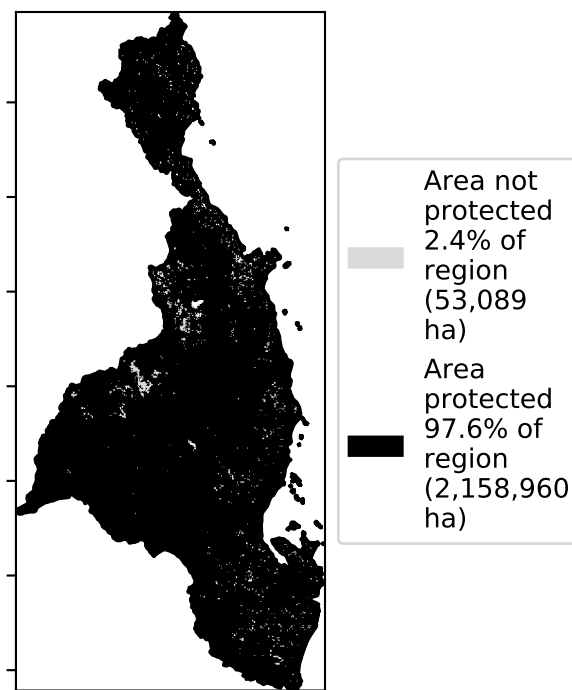 Area not
protected
2.4% of
region
(53,089
ha)
Area
protected
97.6% of
region
(2,158,960
ha)